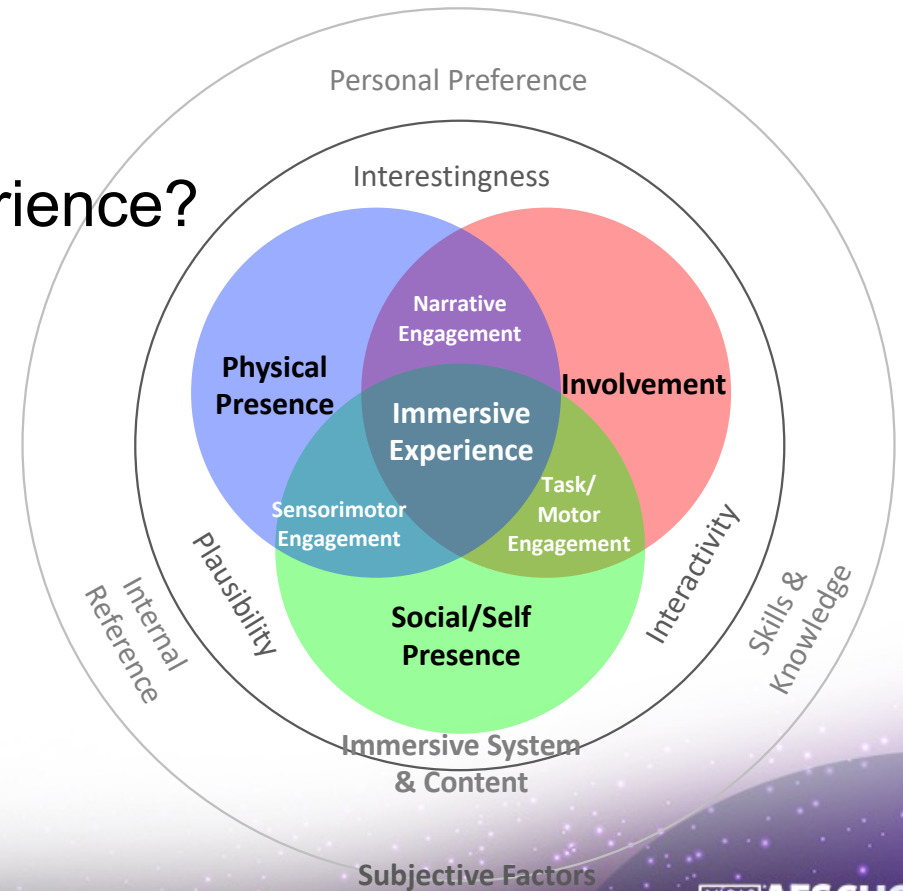 Personal Preference
rience?
Interestingness
Narrative
Engagement
Physical
Presence
Involvement
Immersive
Experience
Sensorimotor
Engagement
Task/
Motor
Engagement
Plausibility
Interactivity
Internal
Reference
Skills &
Knowledge
Social/Self
Presence
Immersive System
& Content
Subjective Factors